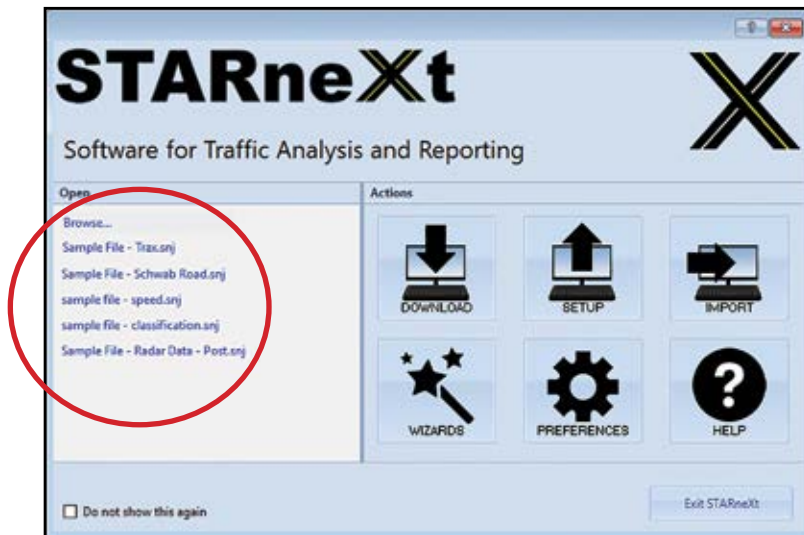 STARneXt
X
Software for Traffic Analysis and Reporting
Open
Actions
Browse...
Sample File - Trax.snj
Sample File - Schwab Road.snj
sample file - speed.snj
sample file - classification.snj
Sample File - Radar Data - Post.snj
DOWNLOAD
SETUP
IMPORT
WIZARDS
PREFERENCES
?
HELP
Do not show this again
Exit STARneXt